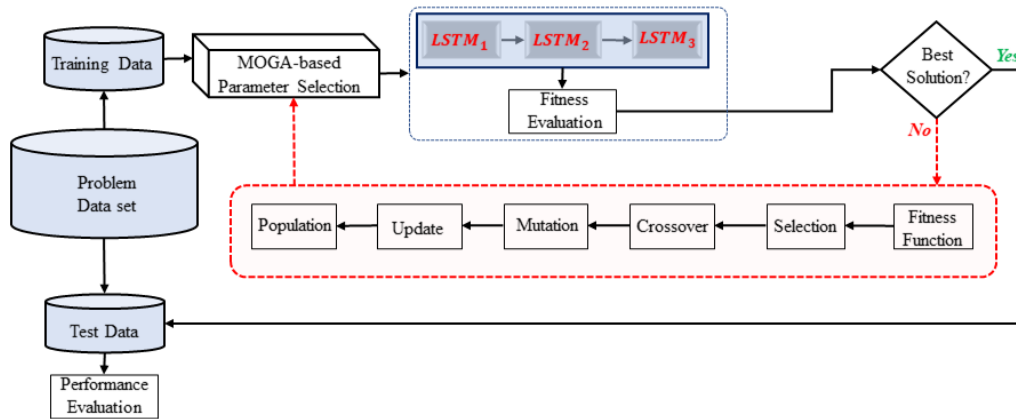 Training Data
MOGA-based
Parameter Selection
LSTM₁
LSTM₂
LSTM₃
Fitness
Evaluation
Best
Solution?
Yes
No
Problem
Data set
Population
Update
Mutation
Crossover
Selection
Fitness
Function
Test Data
Performance
Evaluation